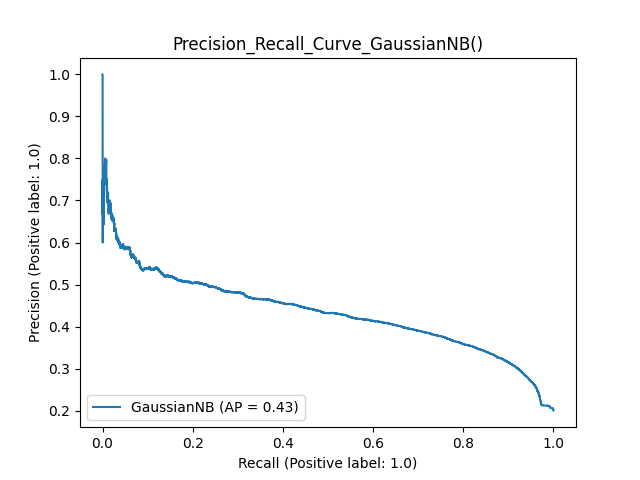 Precision_Recall_Curve_GaussianNB()
1.0
0.9
0.8
0.7
0.6
0.5
0.4
0.3
0.2
Precision (Positive label: 1.0)
GaussianNB (AP = 0.43)
0.0 0.2 0.4 0.6 0.8 1.0
Recall (Positive label: 1.0)